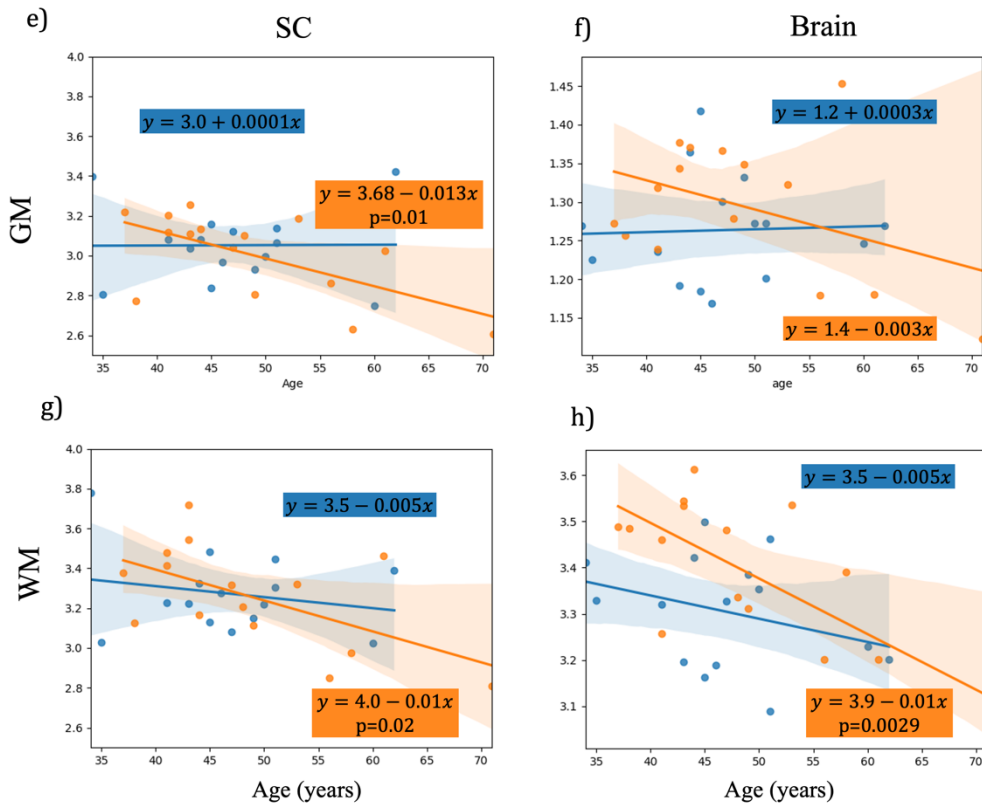 e)
SC
f)
Brain
GM
4.0
3.8
3.6
3.4
3.2
3.0
2.8
2.6
y = 3.0 + 0.0001x
y = 3.68 − 0.013x
p=0.01
35 40 45 50 55 60 65 70
Age
1.45
1.40
1.35
1.30
1.25
1.20
1.15
y = 1.2 + 0.0003x
y = 1.4 − 0.003x
35 40 45 50 55 60 65 70
age
g)
h)
WM
4.0
3.8
3.6
3.4
3.2
3.0
2.8
2.6
y = 3.5 − 0.005x
y = 4.0 − 0.01x
p=0.02
35 40 45 50 55 60 65 70
Age (years)
3.6
3.5
3.4
3.3
3.2
3.1
y = 3.5 − 0.005x
y = 3.9 − 0.01x
p=0.0029
35 40 45 50 55 60 65 70
Age (years)